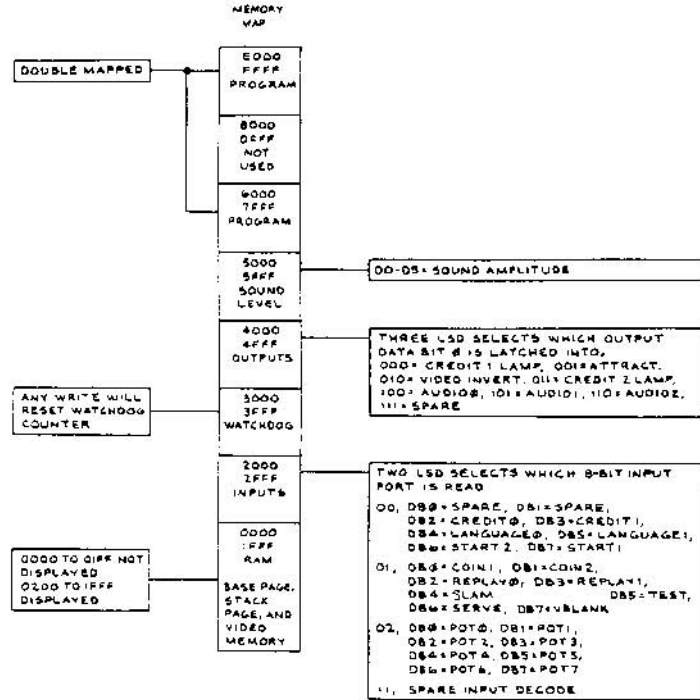 MEMORY
MAP
DOUBLE MAPPED
E000
FFFF
PROGRAM
8000
DFFF
NOT
USED
6000
7FFF
PROGRAM
5000
5FFF
SOUND
LEVEL
D0-D5= SOUND AMPLITUDE
4000
4FFF
OUTPUTS
THREE LSD SELECTS WHICH OUTPUT
DATA BIT Ø IS LATCHED INTO,
000= CREDIT 1 LAMP, 001=ATTRACT,
010= VIDEO INVERT, 011= CREDIT 2 LAMP,
100= AUDIOØ, 101= AUDIO1, 110= AUDIO2,
111= SPARE
ANY WRITE WILL
RESET WATCHDOG
COUNTER
3000
3FFF
WATCHDOG
2000
2FFF
INPUTS
TWO LSD SELECTS WHICH 8-BIT INPUT
PORT IS READ
00, DBØ=SPARE, DB1=SPARE,
DB2=CREDITØ, DB3=CREDIT1,
DB4=LANGUAGEØ, DB5=LANGUAGE1,
DB6=START2, DB7=START1
01, DBØ=COIN1, DB1=COIN2,
DB2=REPLAYØ, DB3=REPLAY1,
DB4=SLAM DB5=TEST,
DB6=SERVE, DB7=VBLANK
02, DBØ=POTØ, DB1=POT1,
DB2=POT2, DB3=POT3,
DB4=POT4, DB5=POT5,
DB6=POT6, DB7=POT7
11, SPARE INPUT DECODE
0000 TO 01FF NOT
DISPLAYED
0200 TO 1FFF
DISPLAYED
0000
1FFF
RAM
BASE PAGE,
STACK
PAGE, AND
VIDEO
MEMORY